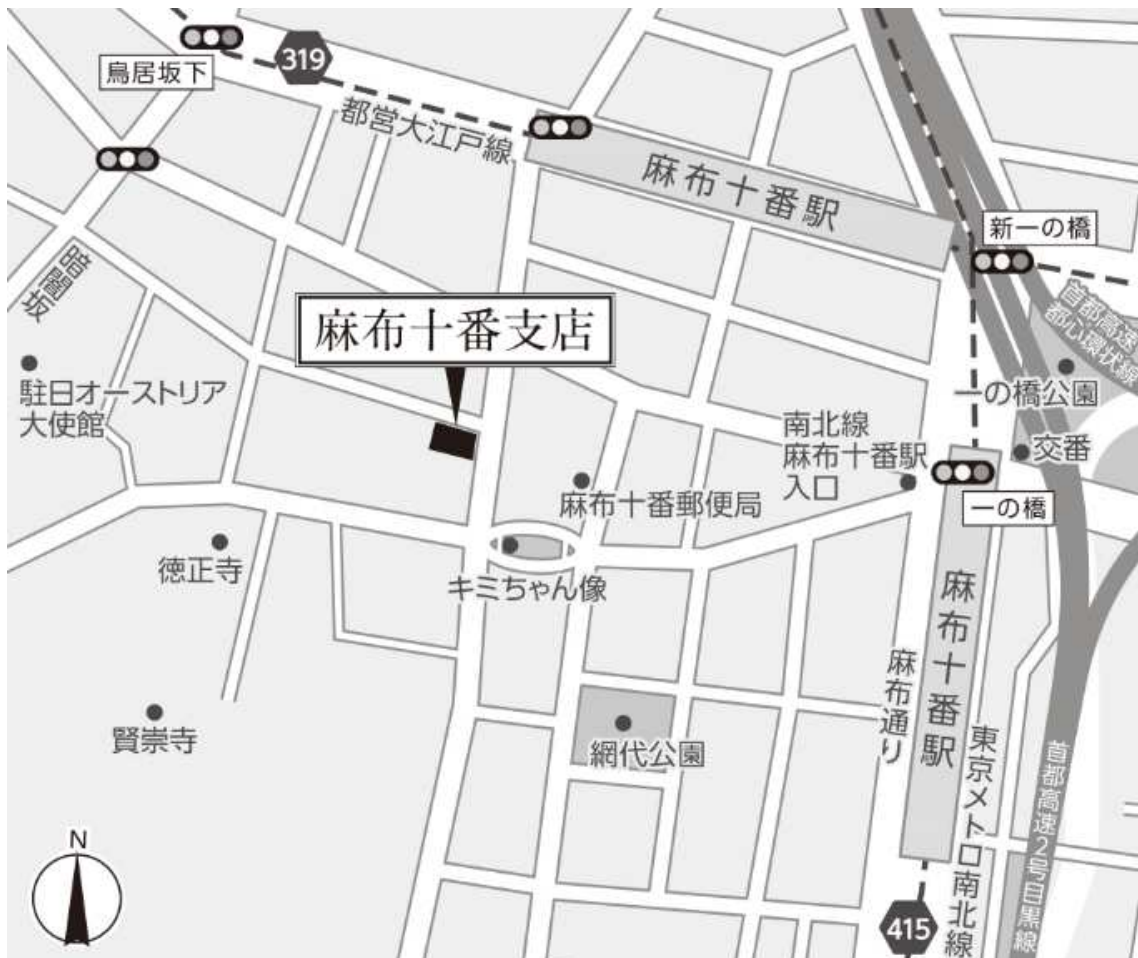 319
鳥居坂下
都営大江戸線
麻布十番駅
新一の橋
暗闇坂
麻布十番支店
首都高速
都心環状線
駐日オーストリア
大使館
一の橋公園
南北線
麻布十番駅
入口
交番
麻布十番郵便局
一の橋
徳正寺
キミちゃん像
麻布十番駅
麻布通り
賢崇寺
網代公園
東京メトロ南北線
首都高速2号目黒線
N
415